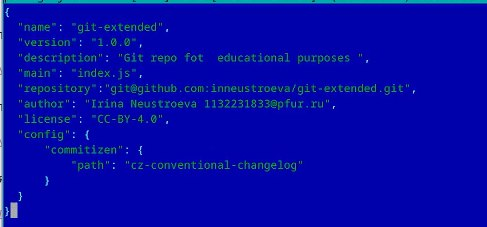 {
  "name": "git-extended",
  "version": "1.0.0",
  "description": "Git repo fot  educational purposes ",
  "main": "index.js",
  "repository":"git@github.com:inneustroeva/git-extended.git",
  "author": "Irina Neustroeva 1132231833@pfur.ru",
  "license": "CC-BY-4.0",
  "config": {
      "commitizen": {
          "path": "cz-conventional-changelog"
      }
  }
}